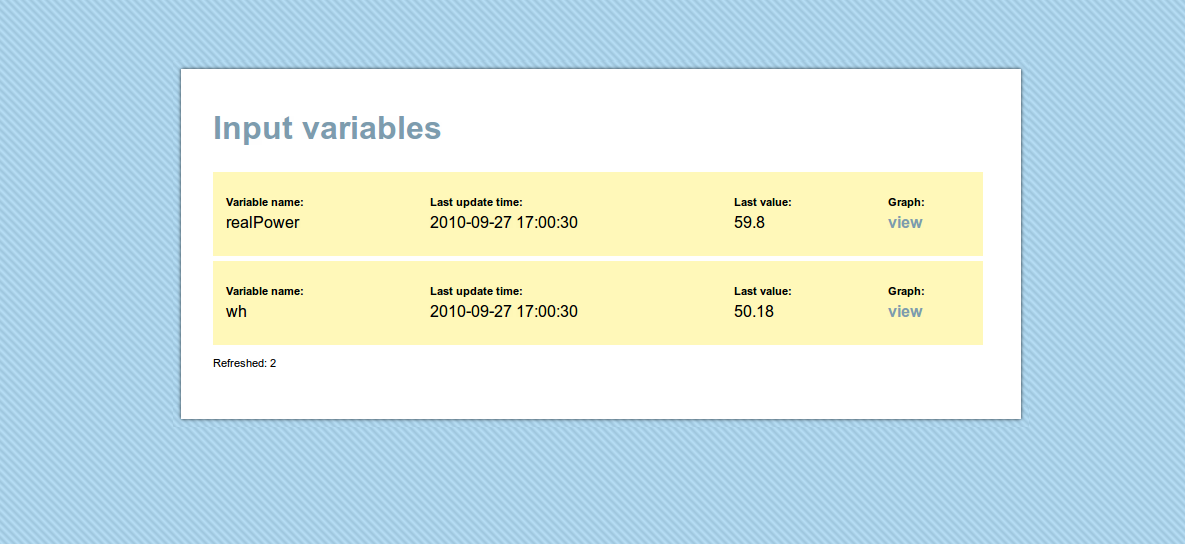 Input variables
Variable name: Last update time: Last value: Graph:
realPower 2010-09-27 17:00:30 59.8 view
Variable name: Last update time: Last value: Graph:
wh 2010-09-27 17:00:30 50.18 view
Refreshed: 2